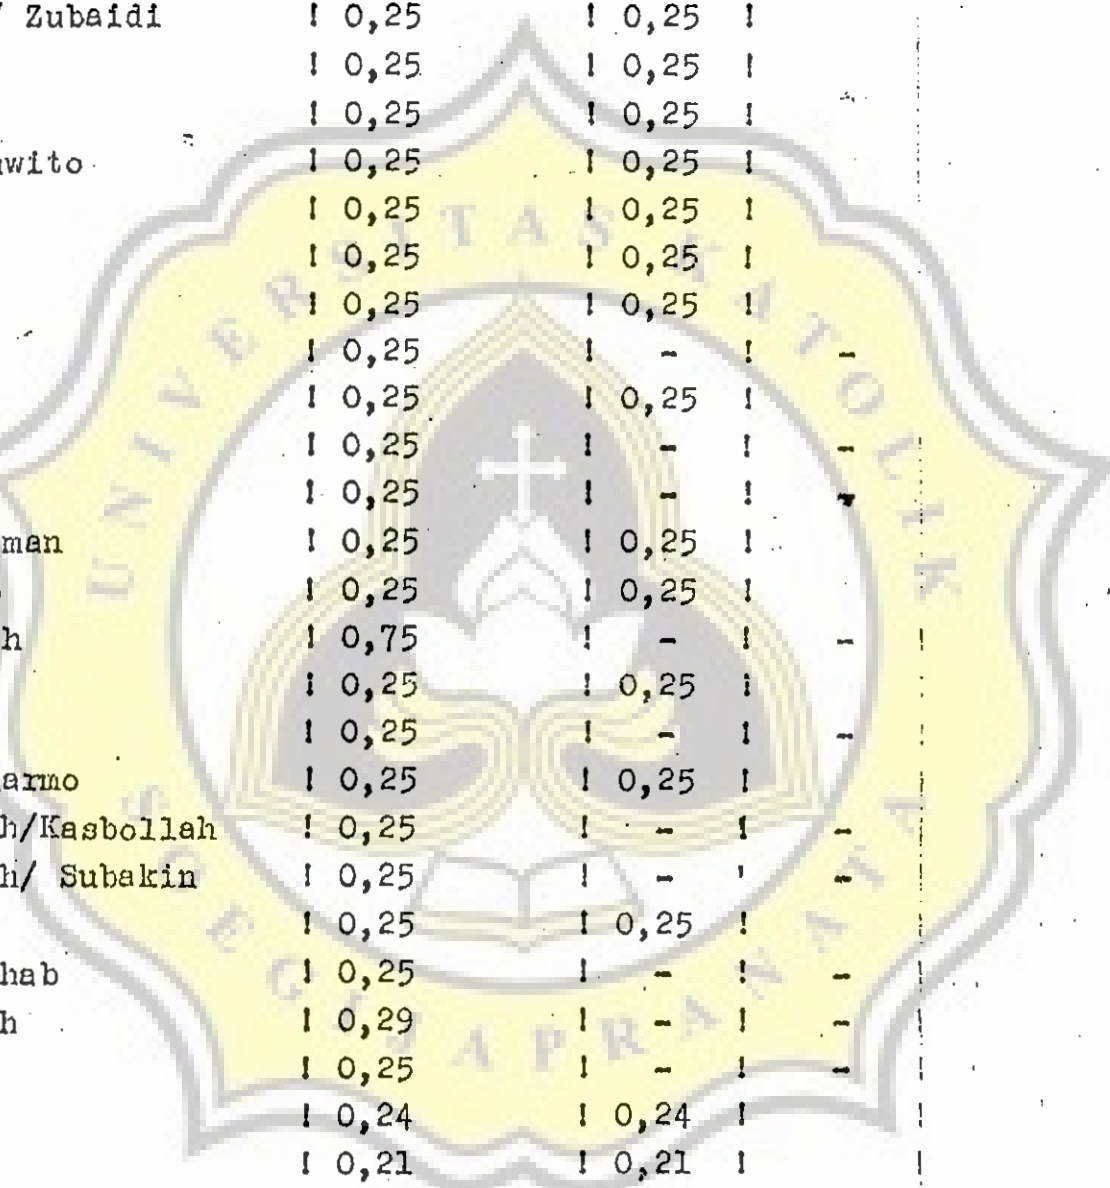 / Zubaidi ! 0,25 ! 0,25 !
! 0,25 ! 0,25 !
! 0,25 ! 0,25 !
wito ! 0,25 ! 0,25 !
! 0,25 ! 0,25 !
! 0,25 ! 0,25 !
! 0,25 ! 0,25 !
! 0,25 ! - ! -
! 0,25 ! 0,25 !
! 0,25 ! - ! -
! 0,25 ! - ! -
man ! 0,25 ! 0,25 !
! 0,25 ! 0,25 !
h ! 0,75 ! - ! -
! 0,25 ! 0,25 !
! 0,25 ! - ! -
armo ! 0,25 ! 0,25 !
h/Kasbollah ! 0,25 ! - ! -
h/ Subakin ! 0,25 ! - ' -
! 0,25 ! 0,25 !
hab ! 0,25 ! - ! -
h ! 0,29 ! - ! -
! 0,25 ! - ! -
! 0,24 ! 0,24 !
! 0,21 ! 0,21 !
UNIVERSITAS KATOLIK
SOEGIJAPRANATA